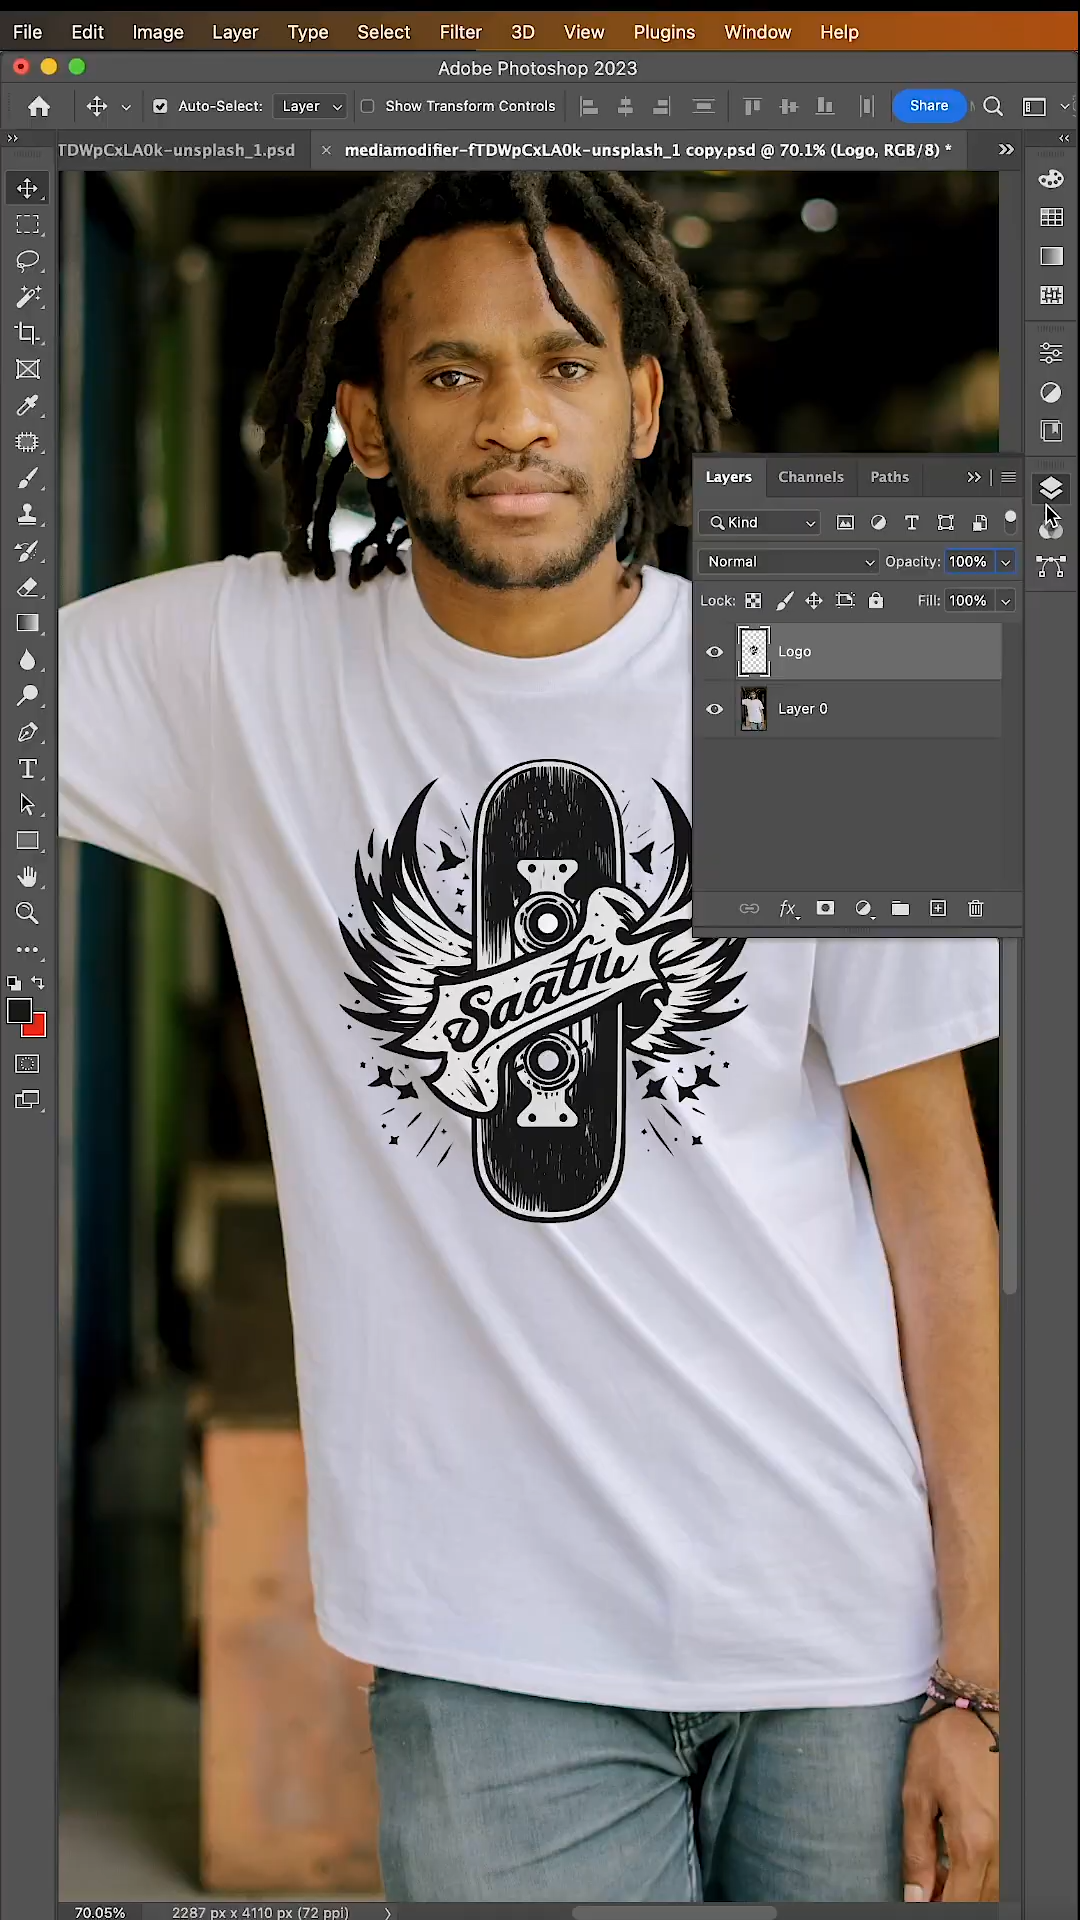 File Edit Image Layer Type Select Filter 3D View Plugins Window Help
Adobe Photoshop 2023
Auto-Select: Layer Show Transform Controls Share
TDWpCxLA0k-unsplash_1.psd × mediamodifier-fTDWpCxLA0k-unsplash_1 copy.psd @ 70.1% (Logo, RGB/8) *
Layers Channels Paths
Kind
Normal Opacity: 100%
Lock: Fill: 100%
Logo
Layer 0
fx
70.05% 2287 px x 4110 px (72 ppi)